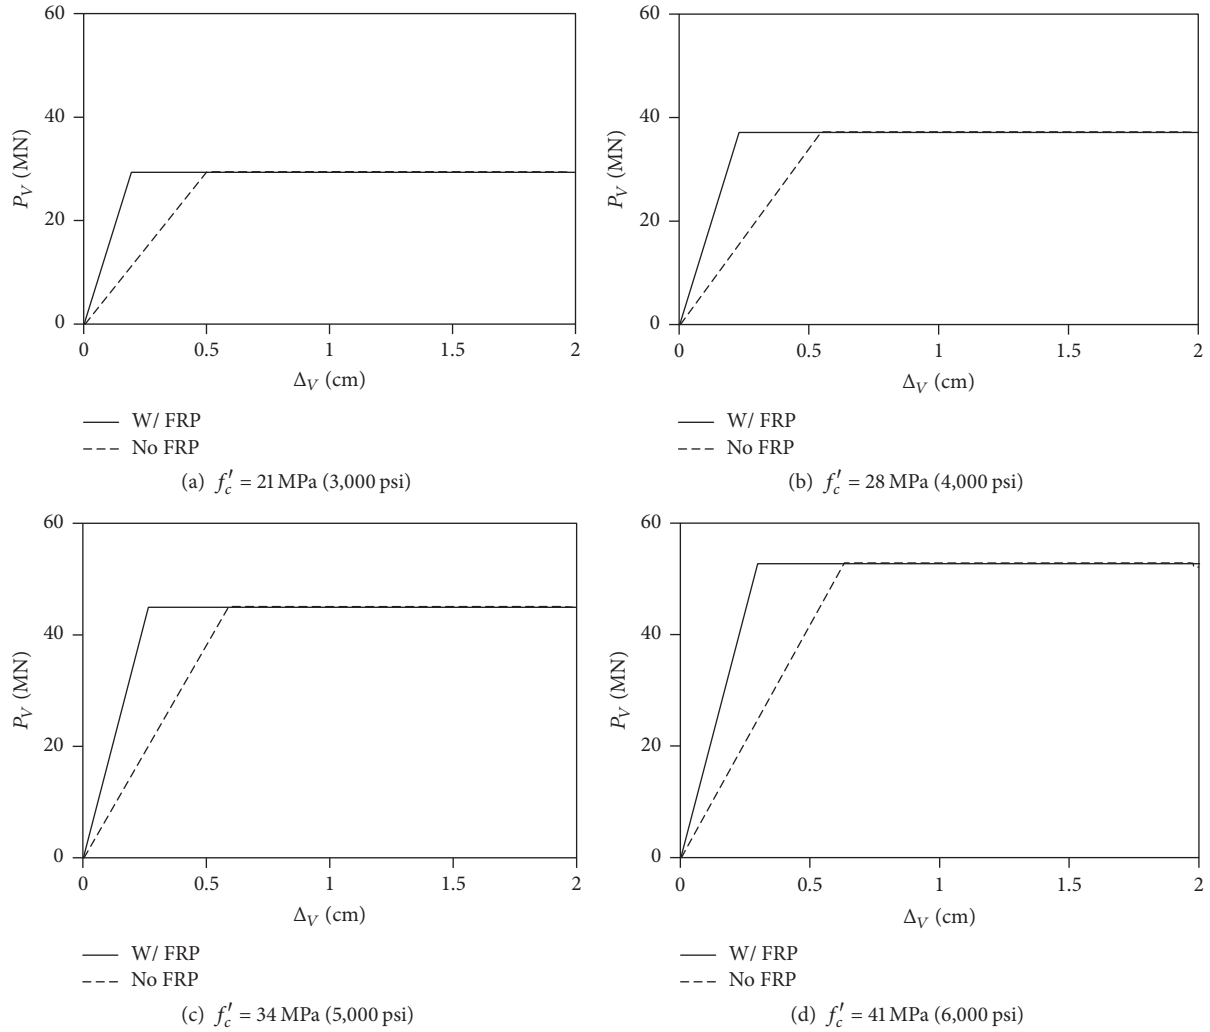 60
40
20
0
P_V (MN)
0 0.5 1 1.5 2
Δ_V (cm)
W/ FRP
No FRP
(a) f′_c = 21 MPa (3,000 psi)
60
40
20
0
P_V (MN)
0 0.5 1 1.5 2
Δ_V (cm)
W/ FRP
No FRP
(b) f′_c = 28 MPa (4,000 psi)
60
40
20
0
P_V (MN)
0 0.5 1 1.5 2
Δ_V (cm)
W/ FRP
No FRP
(c) f′_c = 34 MPa (5,000 psi)
60
40
20
0
P_V (MN)
0 0.5 1 1.5 2
Δ_V (cm)
W/ FRP
No FRP
(d) f′_c = 41 MPa (6,000 psi)